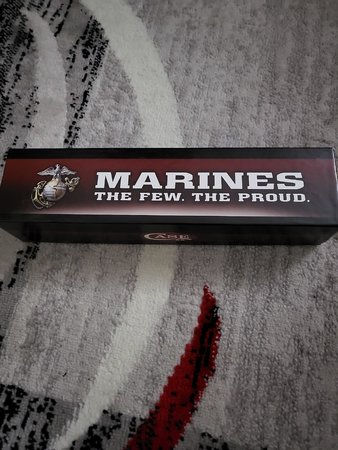 MARINES
THE FEW. THE PROUD.
CASE